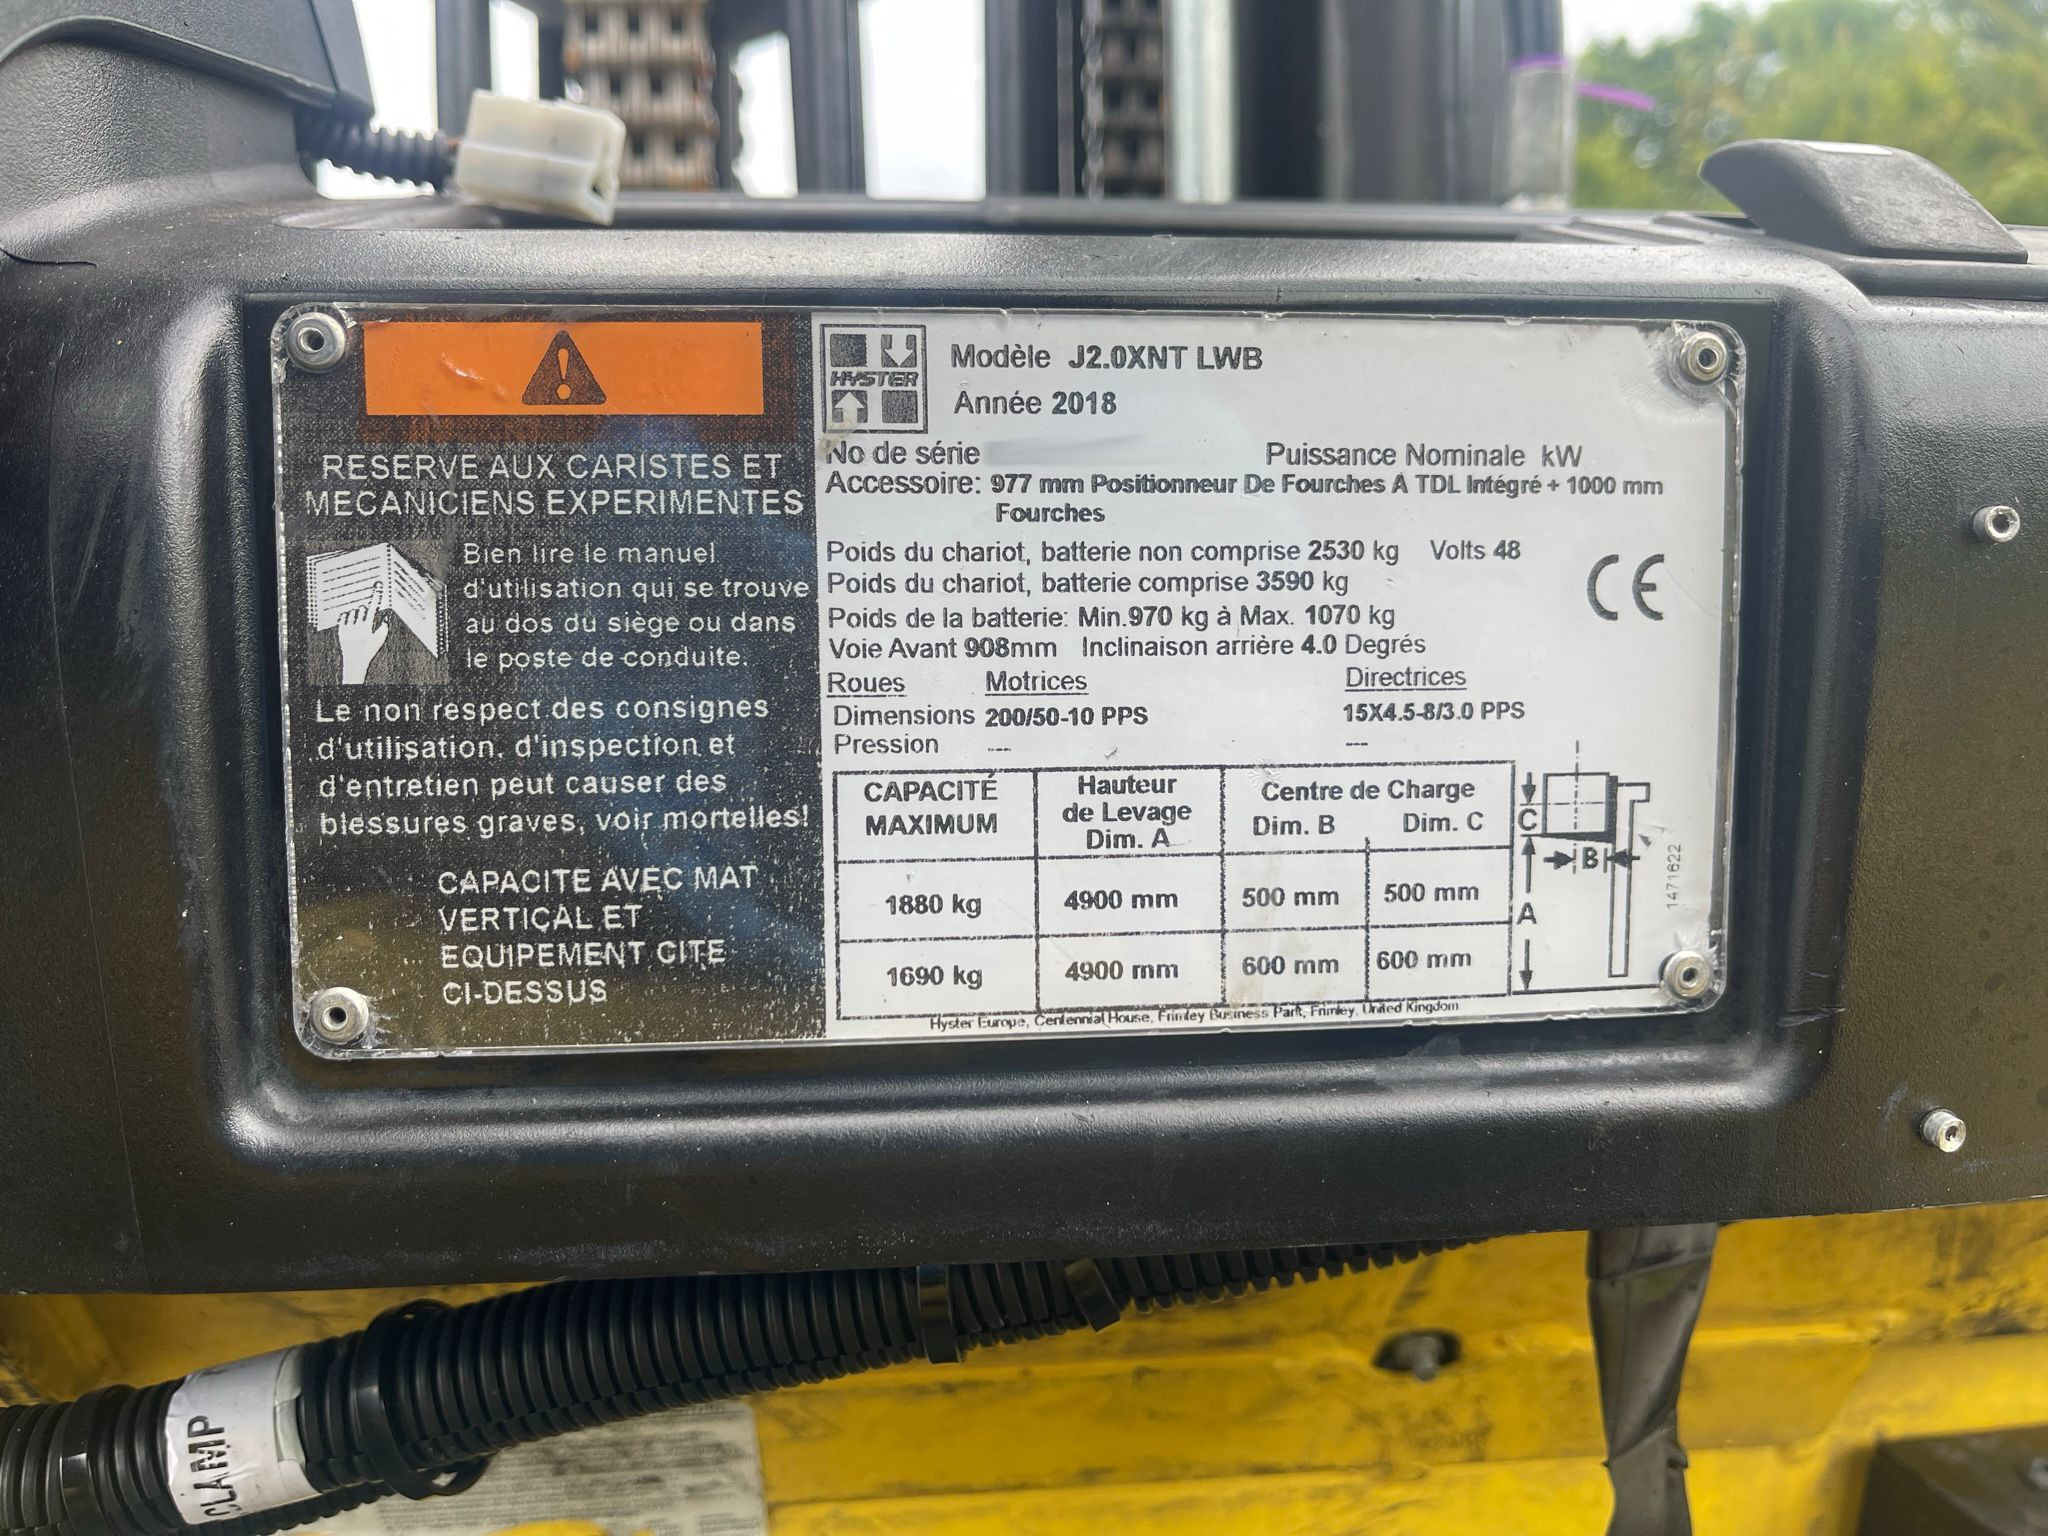 RESERVE AUX CARISTES ET
MECANICIENS EXPERIMENTES
Bien lire le manuel
d'utilisation qui se trouve
au dos du siège ou dans
le poste de conduite.
Le non respect des consignes
d'utilisation, d'inspection et
d'entretien peut causer des
blessures graves, voir mortelles!
CAPACITE AVEC MAT
VERTICAL ET
EQUIPEMENT CITE
CI-DESSUS
HYSTER
Modèle J2.0XNT LWB
Année 2018
No de série Puissance Nominale kW
Accessoire: 977 mm Positionneur De Fourches A TDL Intégré + 1000 mm
Fourches
Poids du chariot, batterie non comprise 2530 kg Volts 48
Poids du chariot, batterie comprise 3590 kg
Poids de la batterie: Min.970 kg à Max. 1070 kg
CE
Voie Avant 908mm Inclinaison arrière 4.0 Degrés
Roues Motrices Directrices
Dimensions 200/50-10 PPS 15X4.5-8/3.0 PPS
Pression --- ---
CAPACITÉ MAXIMUM Hauteur de Levage Dim. A Centre de Charge Dim. B Dim. C
1880 kg 4900 mm 500 mm 500 mm
1690 kg 4900 mm 600 mm 600 mm
C
B
A
1471622
Hyster Europe, Centennial House, Frimley Business Park, Frimley, United Kingdom
CLAMP